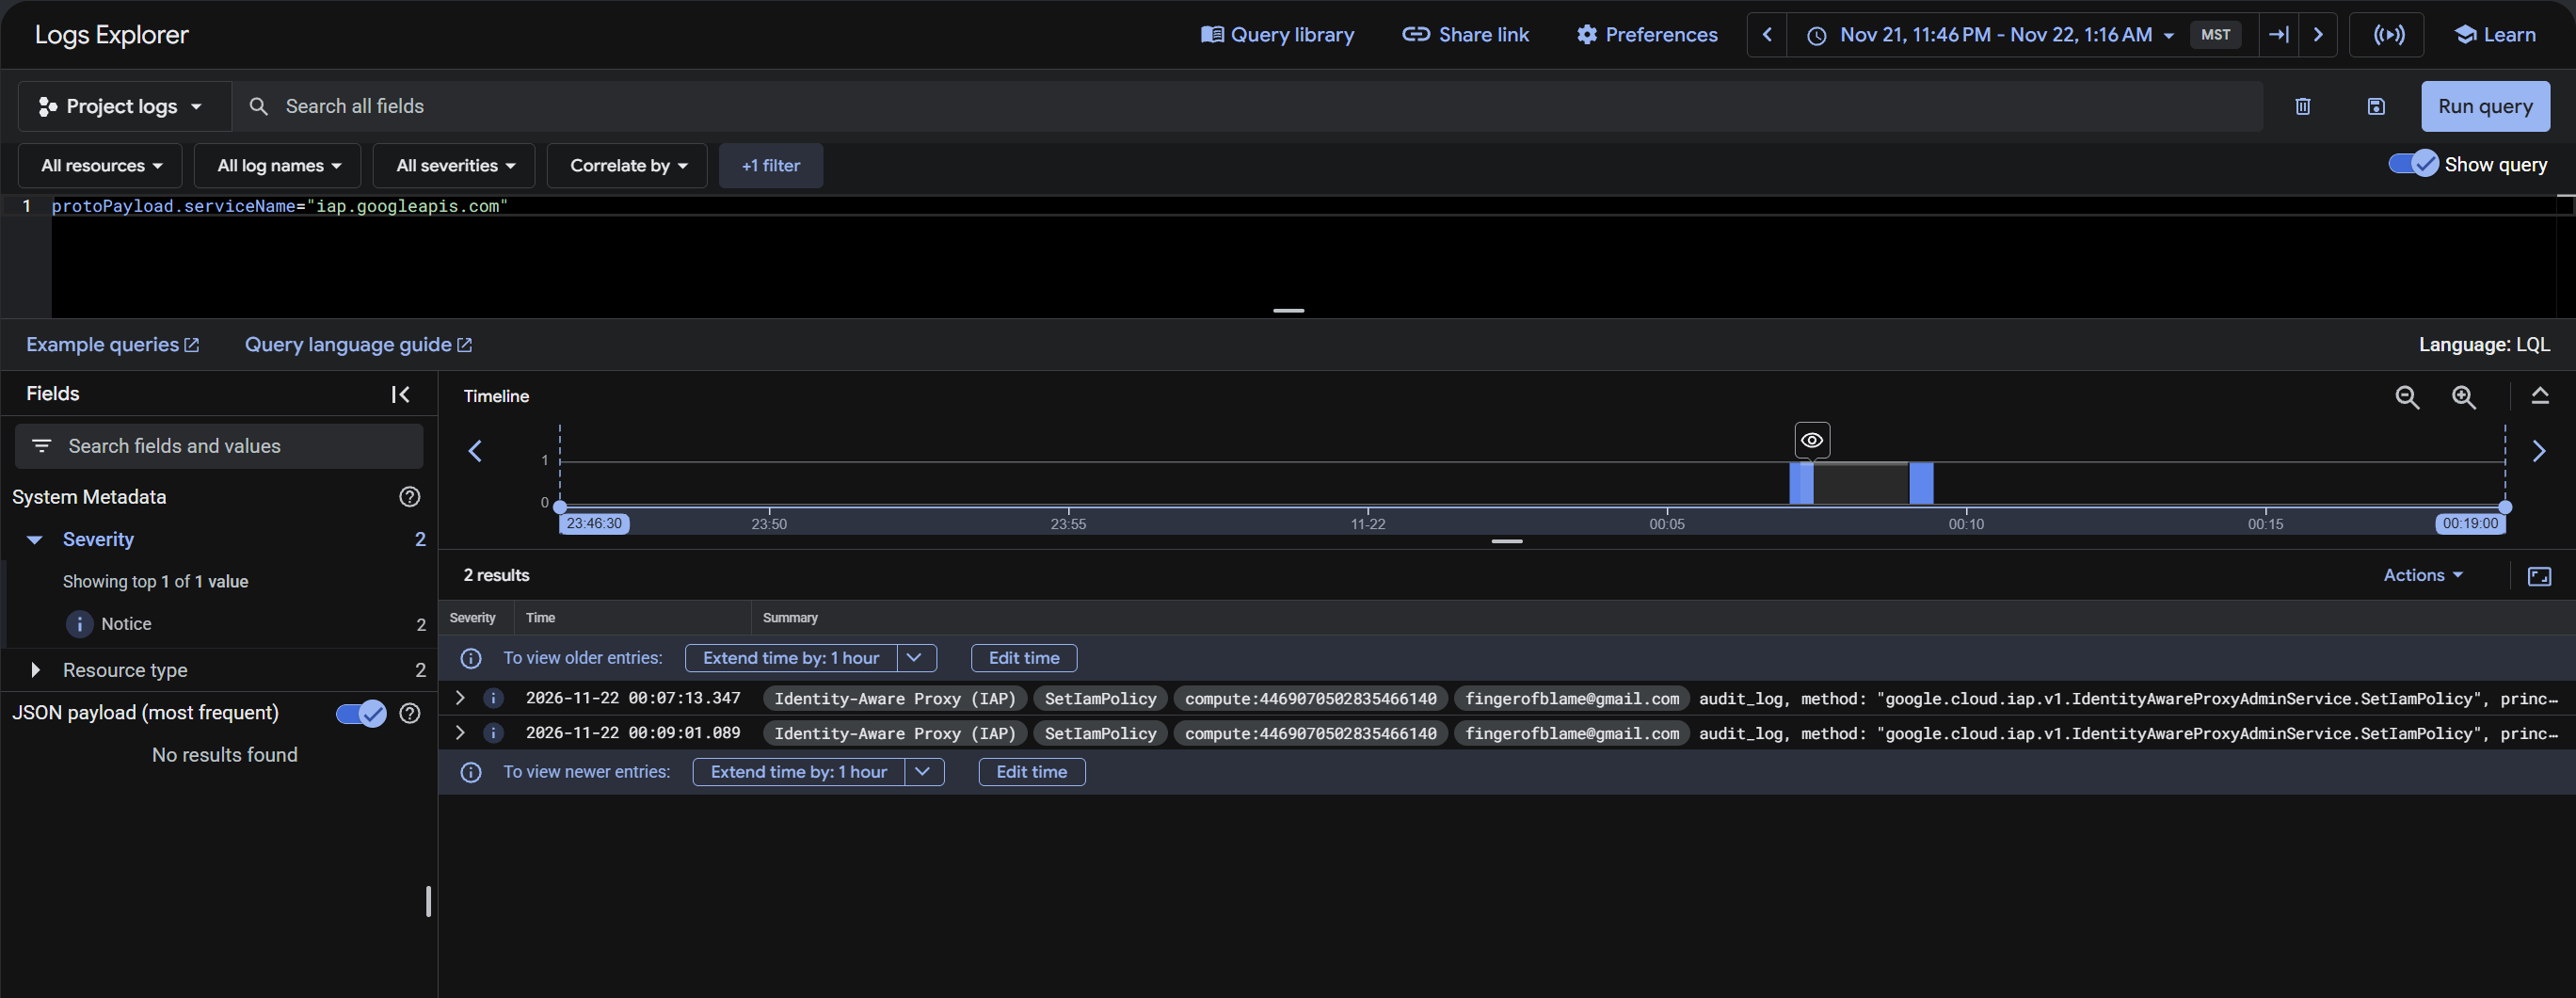 Logs Explorer
Query library
Share link
Preferences
Nov 21, 11:46 PM - Nov 22, 1:16 AM
MST
Learn
Project logs
Search all fields
Run query
All resources
All log names
All severities
Correlate by
+1 filter
Show query
1 protoPayload.serviceName="iap.googleapis.com"
Example queries
Query language guide
Language: LQL
Fields
Search fields and values
System Metadata
Severity 2
Showing top 1 of 1 value
Notice 2
Resource type 2
JSON payload (most frequent)
No results found
Timeline
1
0
23:46:30 23:50 23:55 11-22 00:05 00:10 00:15 00:19:00
2 results
Actions
Severity Time Summary
To view older entries: Extend time by: 1 hour Edit time
2026-11-22 00:07:13.347 Identity-Aware Proxy (IAP) SetIamPolicy compute:4469070502835466140 fingerofblame@gmail.com audit_log, method: "google.cloud.iap.v1.IdentityAwareProxyAdminService.SetIamPolicy", princ…
2026-11-22 00:09:01.089 Identity-Aware Proxy (IAP) SetIamPolicy compute:4469070502835466140 fingerofblame@gmail.com audit_log, method: "google.cloud.iap.v1.IdentityAwareProxyAdminService.SetIamPolicy", princ…
To view newer entries: Extend time by: 1 hour Edit time